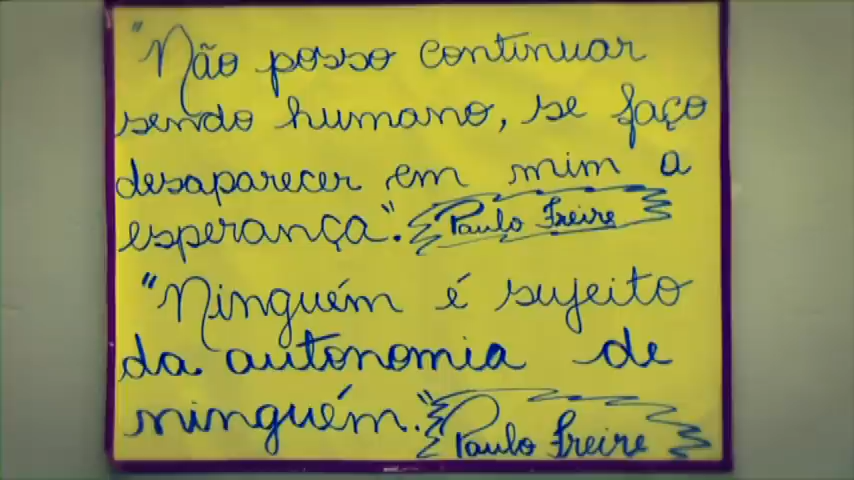 "Não posso continuar
sendo humano, se faço
desaparecer em mim a
esperança". Paulo Freire
"Ninguém é sujeito
da autonomia de
ninguém." Paulo Freire